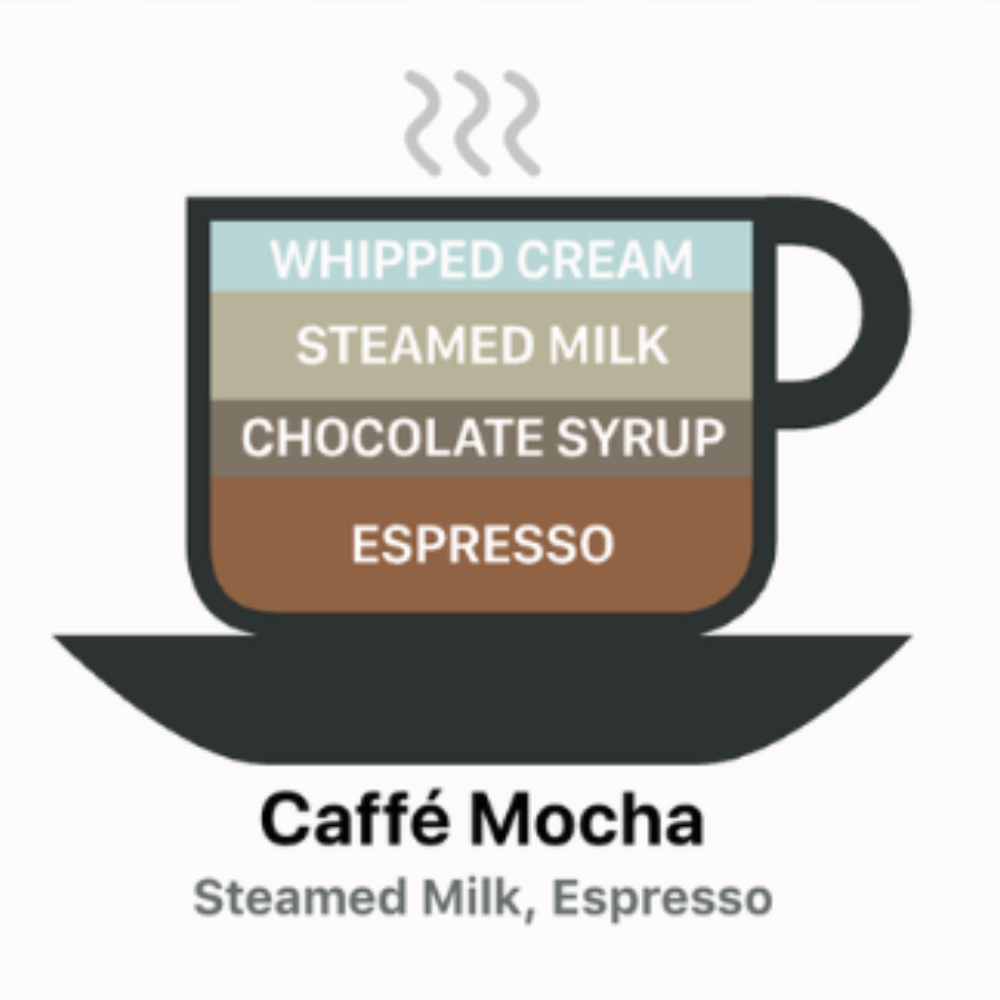 WHIPPED CREAM
STEAMED MILK
CHOCOLATE SYRUP
ESPRESSO
Caffé Mocha
Steamed Milk, Espresso